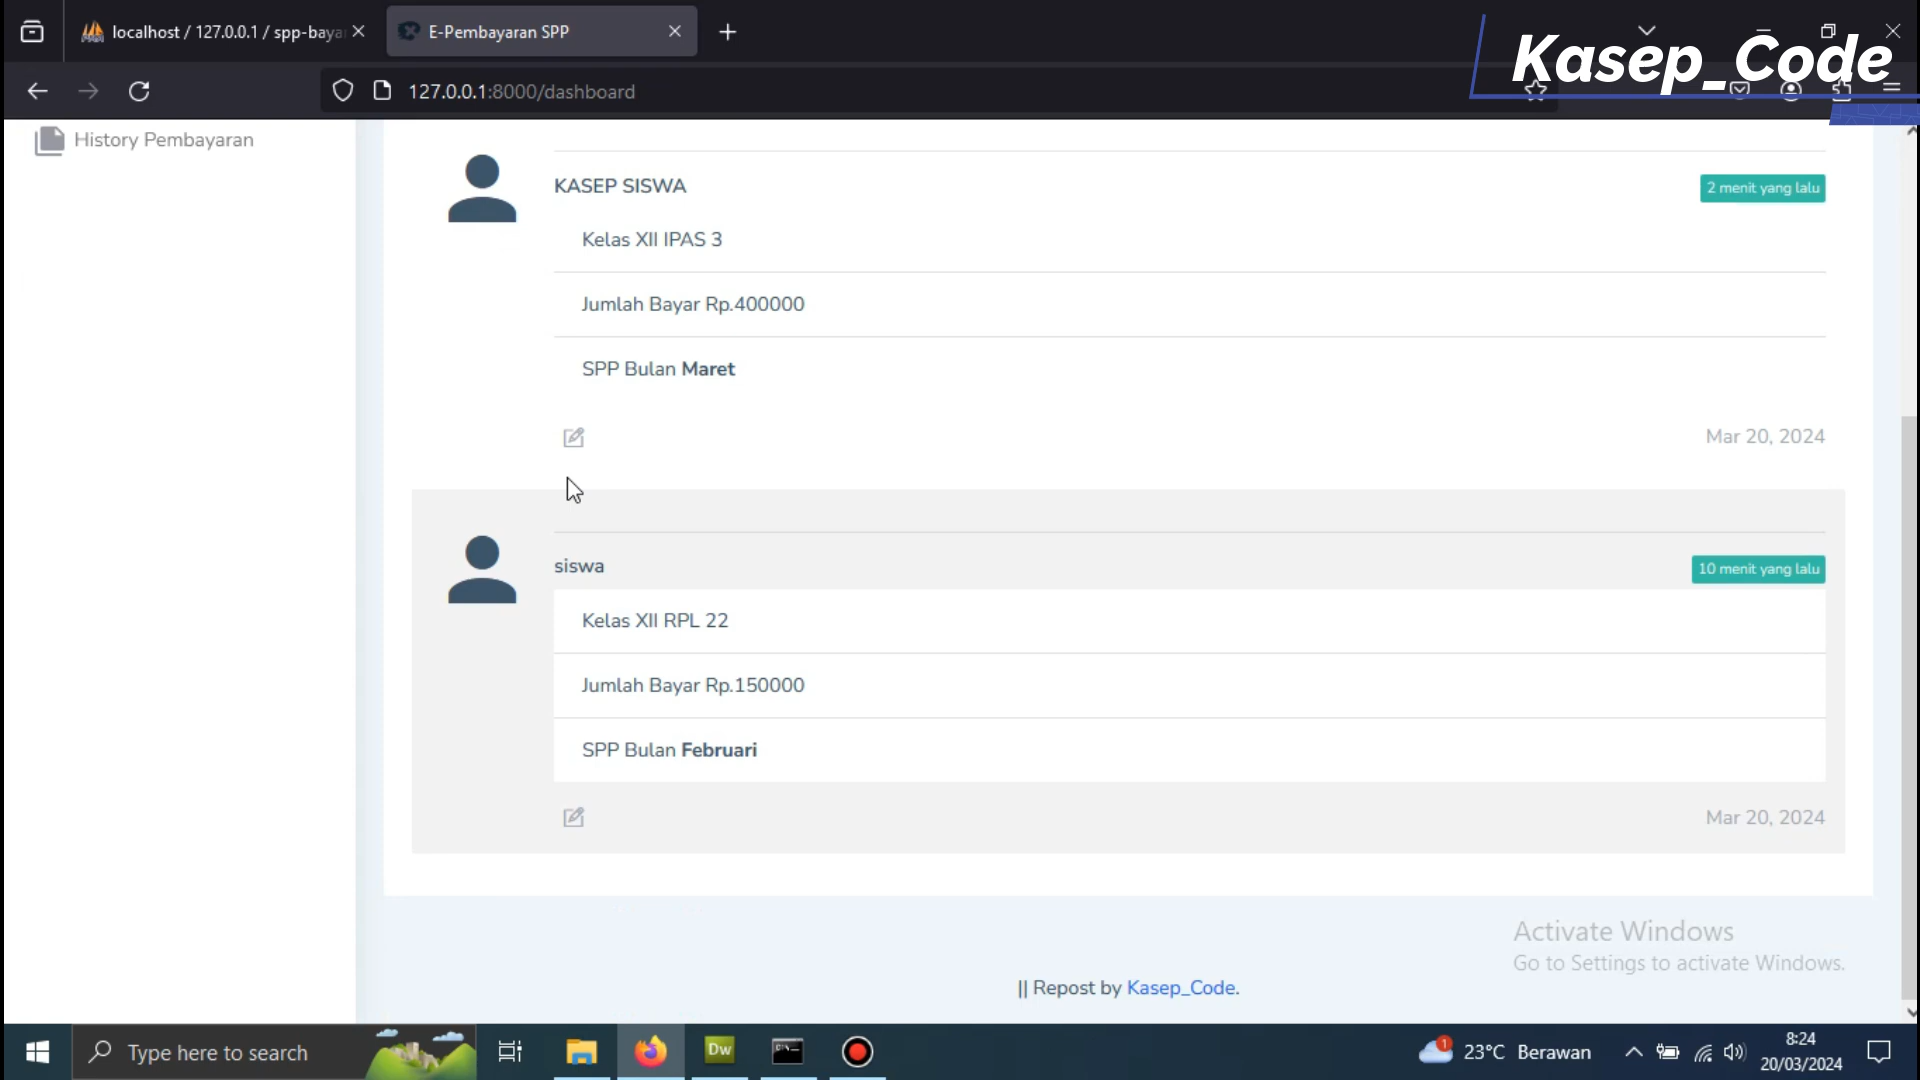 localhost / 127.0.0.1 / spp-baya
E-Pembayaran SPP
Kasep_Code
127.0.0.1:8000/dashboard
History Pembayaran
KASEP SISWA
2 menit yang lalu
Kelas XII IPAS 3
Jumlah Bayar Rp.400000
SPP Bulan Maret
Mar 20, 2024
siswa
10 menit yang lalu
Kelas XII RPL 22
Jumlah Bayar Rp.150000
SPP Bulan Februari
Mar 20, 2024
Activate Windows
Go to Settings to activate Windows.
|| Repost by Kasep_Code.
Type here to search
Dw
1
23°C Berawan
8:24
20/03/2024